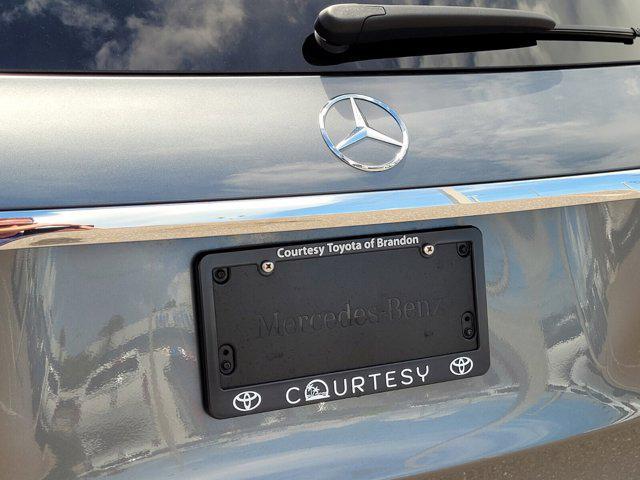 Courtesy Toyota of Brandon
Mercedes-Benz
COURTESY